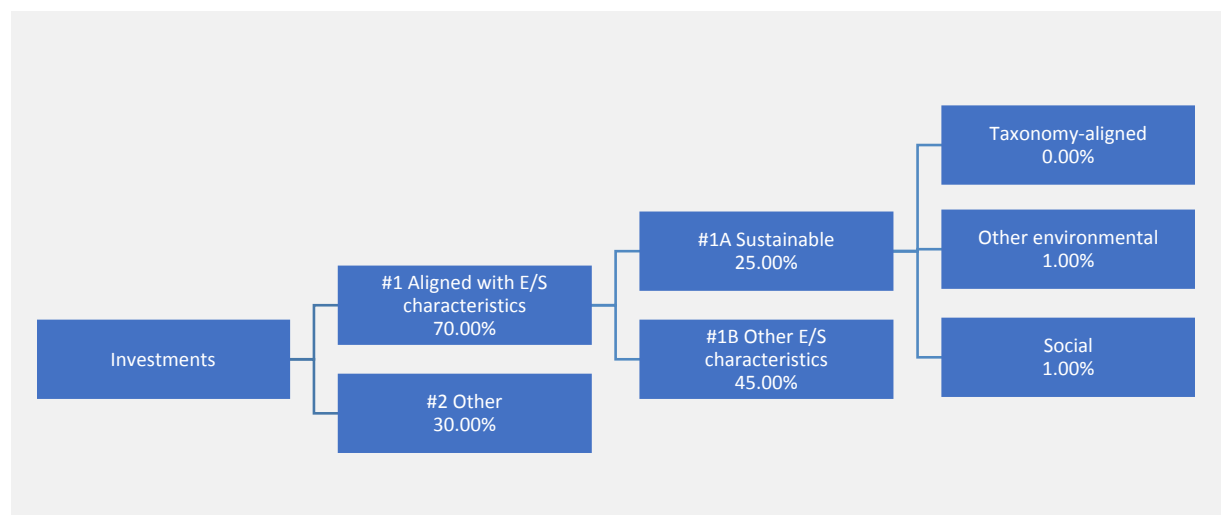 Investments
#1 Aligned with E/S
characteristics
70.00%
#2 Other
30.00%
#1A Sustainable
25.00%
#1B Other E/S
characteristics
45.00%
Taxonomy-aligned
0.00%
Other environmental
1.00%
Social
1.00%